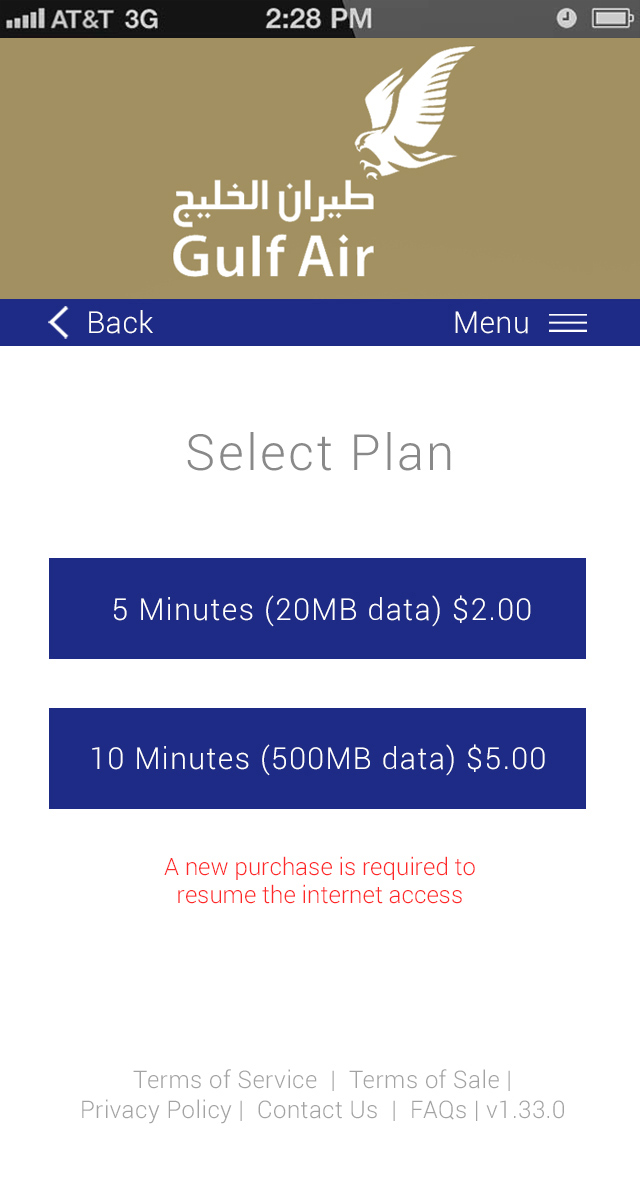 AT&T 3G 2:28 PM
طيران الخليج
Gulf Air
Back Menu
Select Plan
5 Minutes (20MB data) $2.00
10 Minutes (500MB data) $5.00
A new purchase is required to
resume the internet access
Terms of Service | Terms of Sale |
Privacy Policy | Contact Us | FAQs | v1.33.0